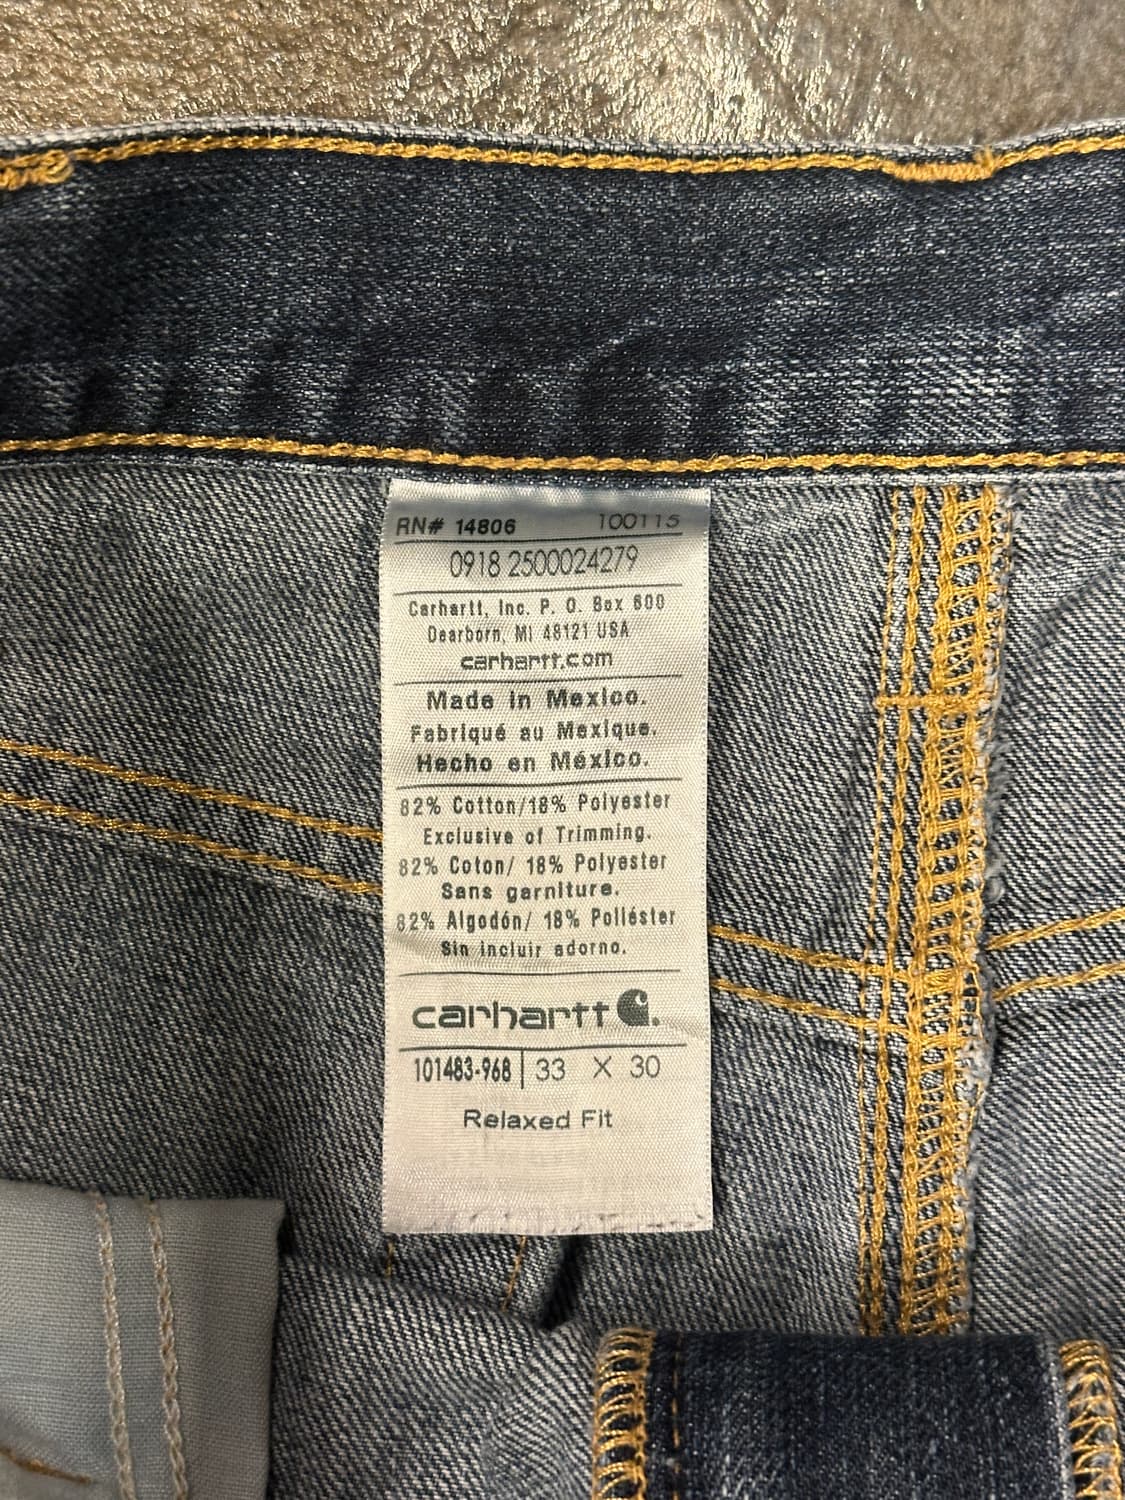 RN# 14806 100115
0918 2500024279
Carhartt, Inc. P. O. Box 600
Dearborn, MI 48121 USA
carhartt.com
Made in Mexico.
Fabriqué au Mexique.
Hecho en México.
82% Cotton/18% Polyester
Exclusive of Trimming.
82% Coton/ 18% Polyester
Sans garniture.
82% Algodón/ 18% Poliéster
Sin incluir adorno.
carhartt
101483-968 | 33 X 30
Relaxed Fit